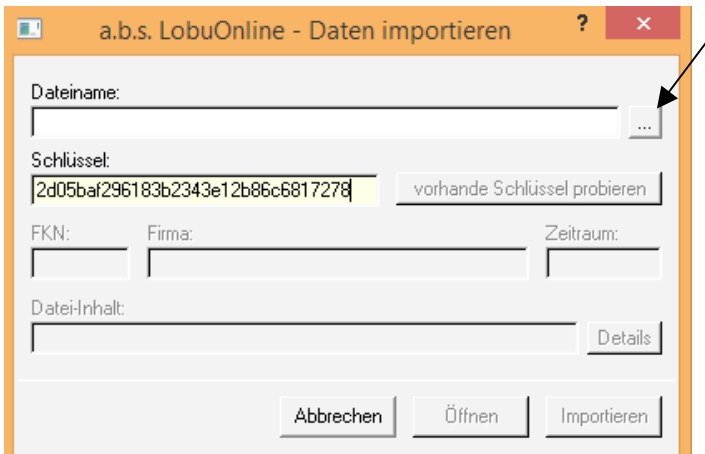 a.b.s. LobuOnline - Daten importieren ? ×
Dateiname:
...
Schlüssel:
2d05baf296183b2343e12b86c6817278 vorhande Schlüssel probieren
FKN: Firma: Zeitraum:
Datei-Inhalt:
Details
Abbrechen Öffnen Importieren